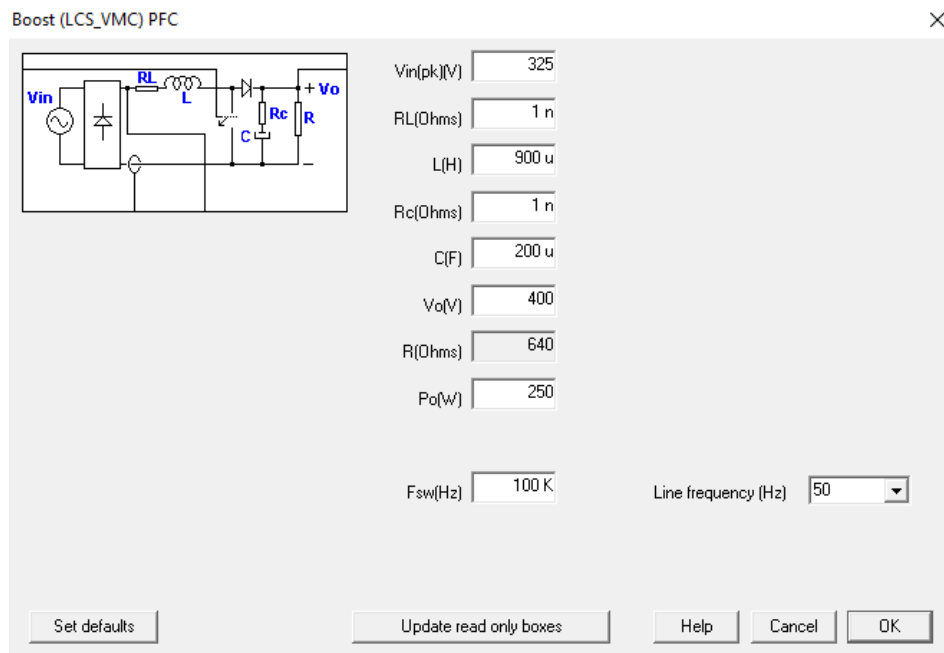 Boost (LCS_VMC) PFC
Vin
RL
L
+ Vo
Rc
R
C
–
Vin(pk)(V) 325
RL(Ohms) 1 n
L(H) 900 u
Rc(Ohms) 1 n
C(F) 200 u
Vo(V) 400
R(Ohms) 640
Po(W) 250
Fsw(Hz) 100 K Line frequency (Hz) 50
Set defaults Update read only boxes Help Cancel OK